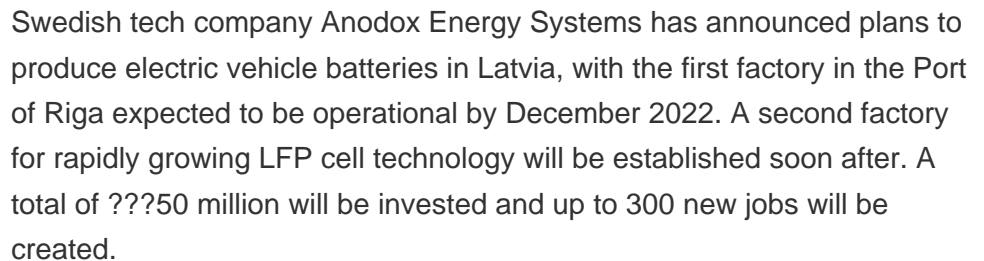 Swedish tech company Anodox Energy Systems has announced plans to
produce electric vehicle batteries in Latvia, with the first factory in the Port
of Riga expected to be operational by December 2022. A second factory
for rapidly growing LFP cell technology will be established soon after. A
total of ???50 million will be invested and up to 300 new jobs will be
created.